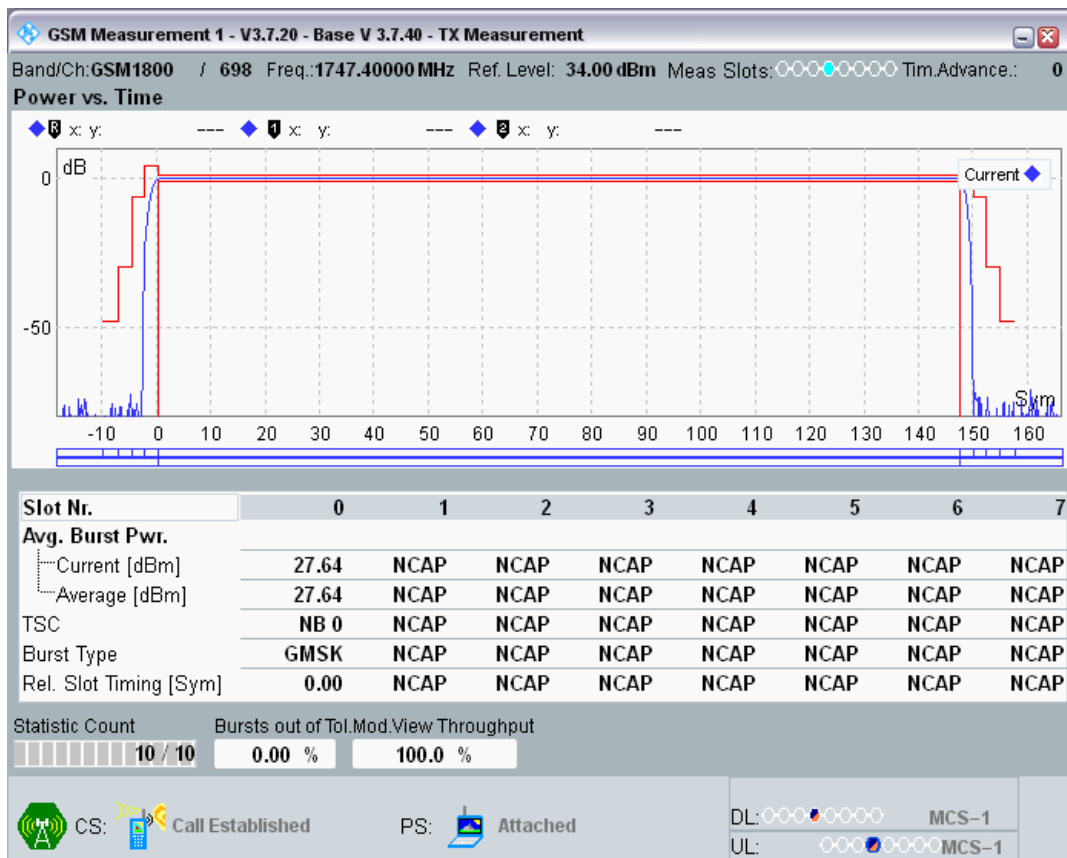 GSM Measurement 1 - V3.7.20 - Base V 3.7.40 - TX Measurement
Band/Ch:GSM1800 / 698 Freq.:1747.40000 MHz Ref. Level: 34.00 dBm Meas Slots: Tim.Advance.: 0
Power vs. Time
R x: y: --- 1 x: y: --- 2 x: y: ---
dB
0
Current
-50
Sym
-10 0 10 20 30 40 50 60 70 80 90 100 110 120 130 140 150 160
Slot Nr. 0 1 2 3 4 5 6 7
Avg. Burst Pwr.
Current [dBm] 27.64 NCAP NCAP NCAP NCAP NCAP NCAP NCAP
Average [dBm] 27.64 NCAP NCAP NCAP NCAP NCAP NCAP NCAP
TSC NB 0 NCAP NCAP NCAP NCAP NCAP NCAP NCAP
Burst Type GMSK NCAP NCAP NCAP NCAP NCAP NCAP NCAP
Rel. Slot Timing [Sym] 0.00 NCAP NCAP NCAP NCAP NCAP NCAP NCAP
Statistic Count Bursts out of Tol.Mod.View Throughput
10 / 10 0.00 % 100.0 %
CS: Call Established PS: Attached
DL: MCS-1
UL: MCS-1